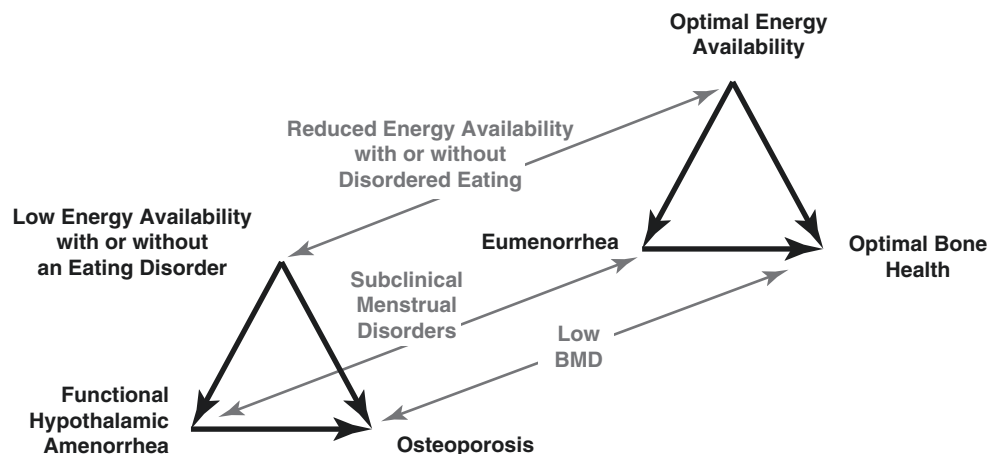 Optimal Energy
Availability
Reduced Energy Availability
with or without
Disordered Eating
Low Energy Availability
with or without
an Eating Disorder
Eumenorrhea
Optimal Bone
Health
Subclinical
Menstrual
Disorders
Low
BMD
Functional
Hypothalamic
Amenorrhea
Osteoporosis